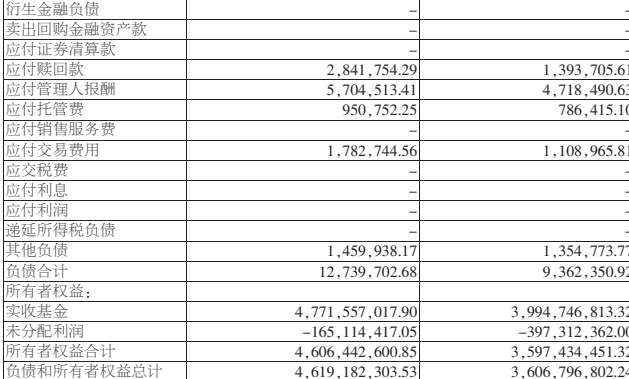 衍生金融负债 – –
卖出回购金融资产款 – –
应付证券清算款 – –
应付赎回款 2,841,754.29 1,393,705.61
应付管理人报酬 5,704,513.41 4,718,490.63
应付托管费 950,752.25 786,415.10
应付销售服务费 – –
应付交易费用 1,782,744.56 1,108,965.81
应交税费 – –
应付利息 – –
应付利润 – –
递延所得税负债 – –
其他负债 1,459,938.17 1,354,773.77
负债合计 12,739,702.68 9,362,350.92
所有者权益：
实收基金 4,771,557,017.90 3,994,746,813.32
未分配利润 –165,114,417.05 –397,312,362.00
所有者权益合计 4,606,442,600.85 3,597,434,451.32
负债和所有者权益总计 4,619,182,303.53 3,606,796,802.24